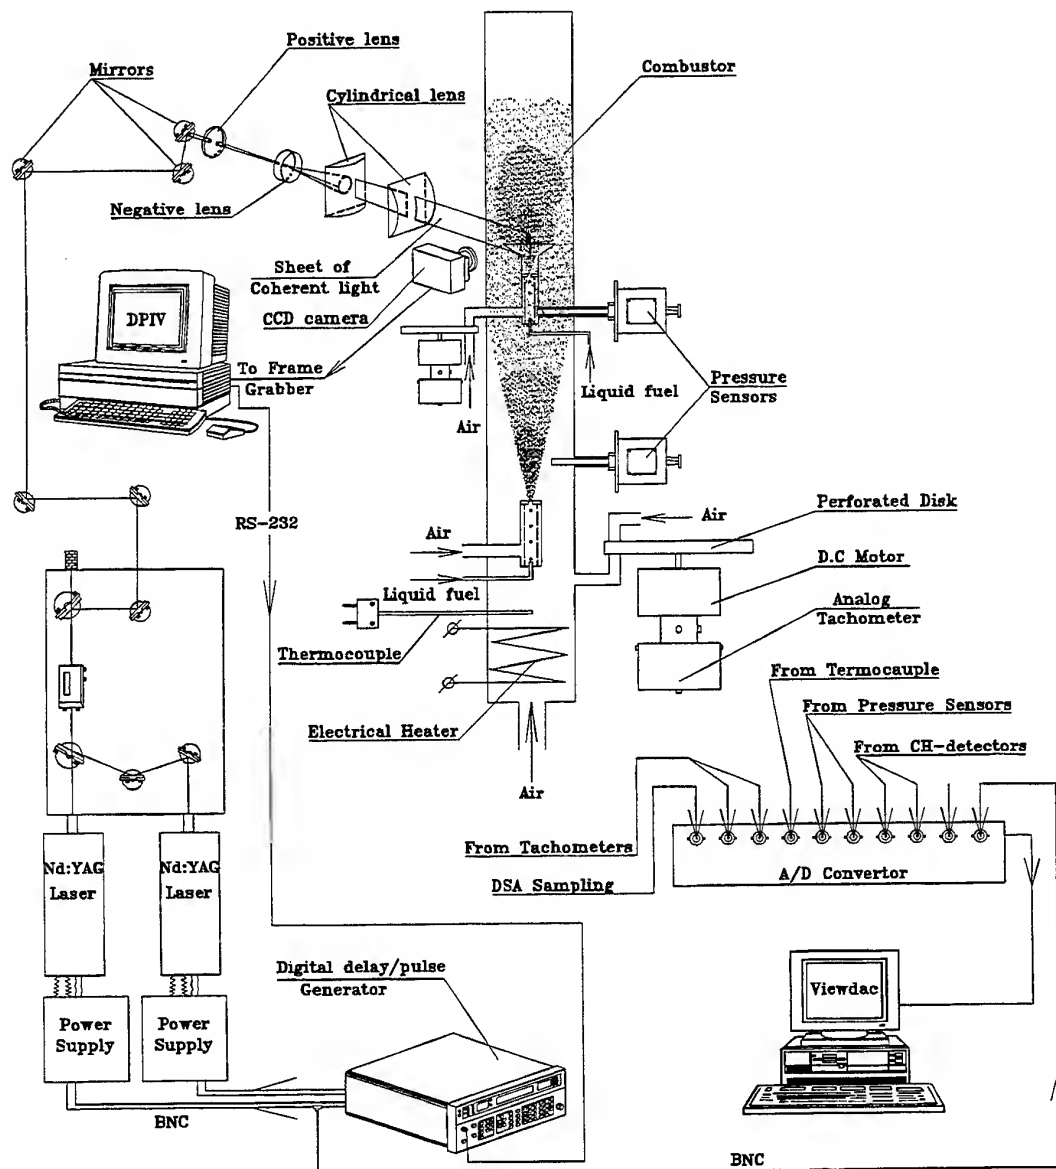 Positive lens
Mirrors
Cylindrical lens
Combustor
Negative lens
Sheet of
Coherent light
CCD camera
DPIV
To Frame
Grabber
Air
Liquid fuel
Pressure
Sensors
RS-232
Air
Air
Perforated Disk
D.C Motor
Liquid fuel
Analog
Tachometer
Thermocouple
From Termocauple
From Pressure Sensors
Electrical Heater
From CH-detectors
Air
From Tachometers
DSA Sampling
A/D Convertor
Nd:YAG
Laser
Nd:YAG
Laser
Digital delay/pulse
Generator
Viewdac
Power
Supply
Power
Supply
BNC
BNC